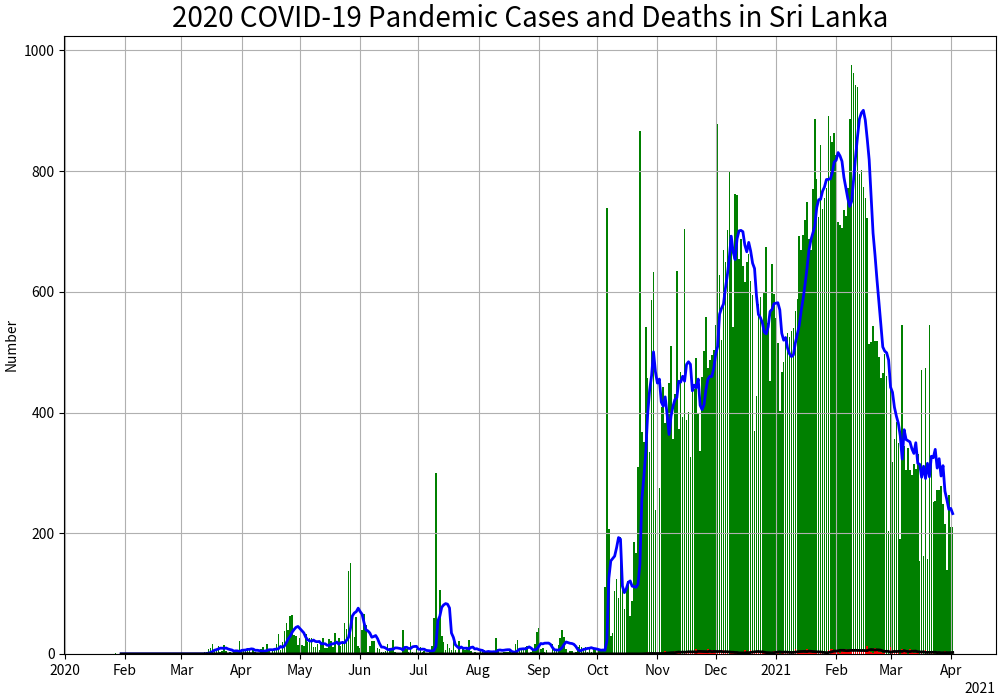 2020 COVID-19 Pandemic Cases and Deaths in Sri Lanka
1000
800
600
400
200
0
Number
2020 Feb Mar Apr May Jun Jul Aug Sep Oct Nov Dec 2021 Feb Mar Apr
2021